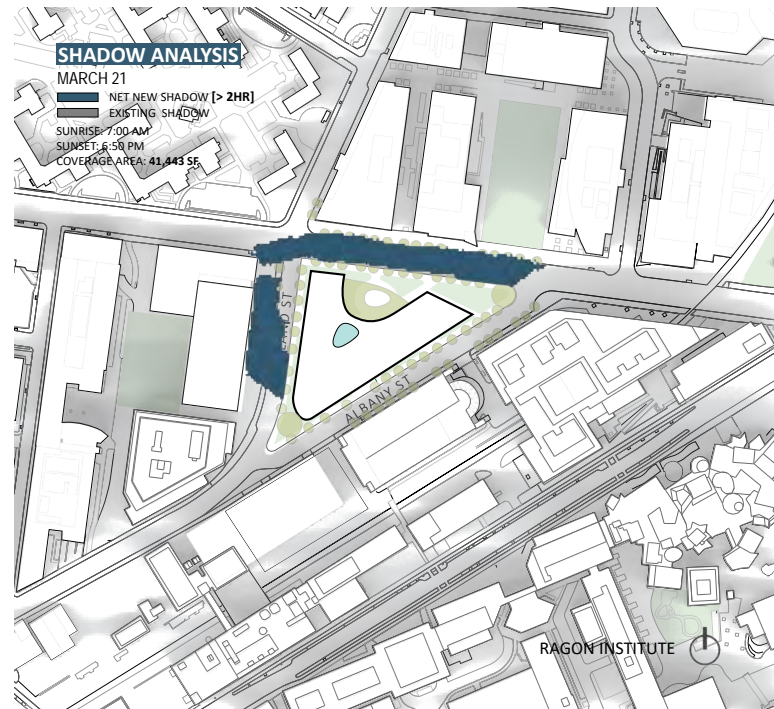 SHADOW ANALYSIS
MARCH 21
NET NEW SHADOW [> 2HR]
EXISTING SHADOW
SUNRISE: 7:00 AM
SUNSET: 6:50 PM
COVERAGE AREA: 41,443 SF
ST
ALBANY ST
RAGON INSTITUTE